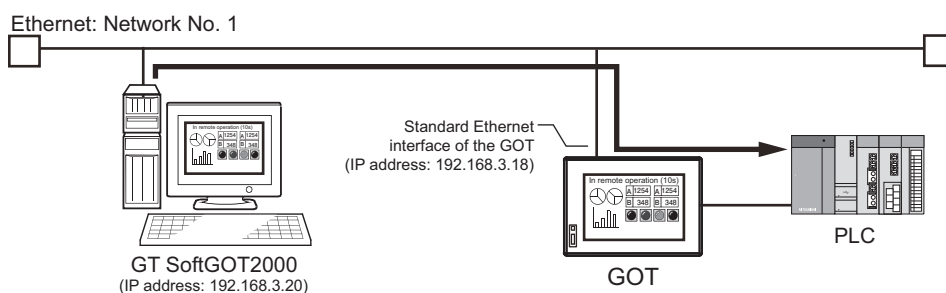 Ethernet: Network No. 1
In remote operation (10s)
A 1254 A 1254
B 348 B 348
GT SoftGOT2000
(IP address: 192.168.3.20)
Standard Ethernet
interface of the GOT
(IP address: 192.168.3.18)
In remote operation (10s)
A 1254 A 1254
B 348 B 348
GOT
PLC